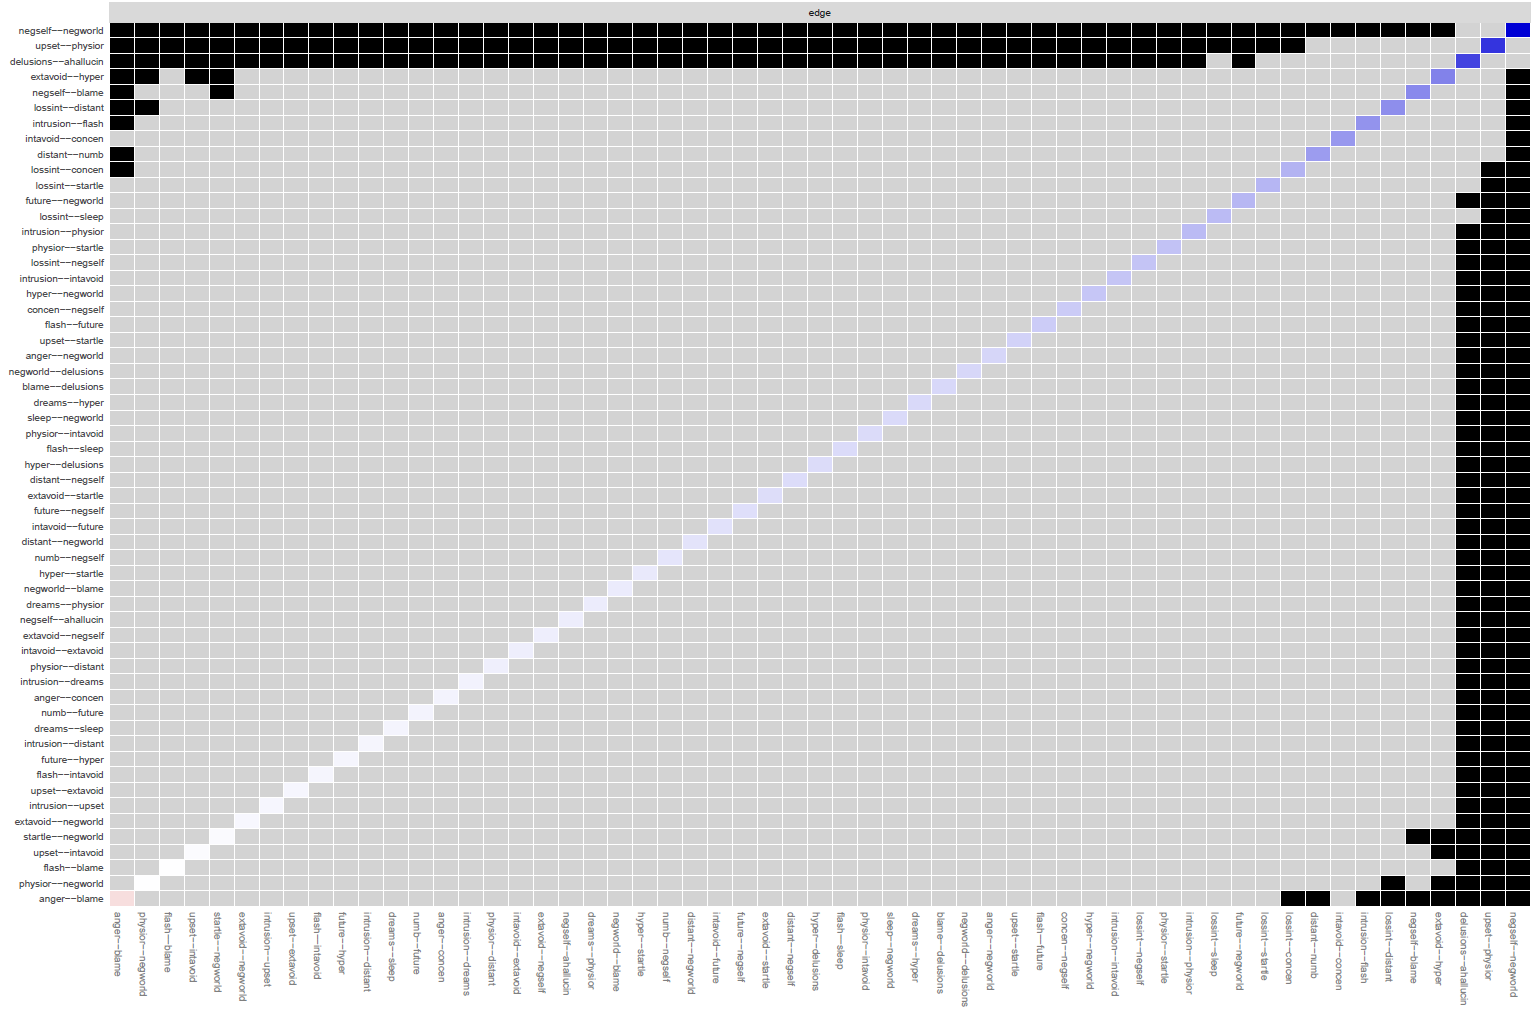 edge
negself--negworld
upset--physior
delusions--ahallucin
extavoid--hyper
negself--blame
lossint--distant
intrusion--flash
intavoid--concen
distant--numb
lossint--concen
lossint--startle
future--negworld
lossint--sleep
intrusion--physior
physior--startle
lossint--negself
intrusion--intavoid
hyper--negworld
concen--negself
flash--future
upset--startle
anger--negworld
negworld--delusions
blame--delusions
dreams--hyper
sleep--negworld
physior--intavoid
flash--sleep
hyper--delusions
distant--negself
extavoid--startle
future--negself
intavoid--future
distant--negworld
numb--negself
hyper--startle
negworld--blame
dreams--physior
negself--ahallucin
extavoid--negself
intavoid--extavoid
physior--distant
intrusion--dreams
anger--concen
numb--future
dreams--sleep
intrusion--distant
future--hyper
flash--intavoid
upset--extavoid
intrusion--upset
extavoid--negworld
startle--negworld
upset--intavoid
flash--blame
physior--negworld
anger--blame
anger--blame
physior--negworld
flash--blame
upset--intavoid
startle--negworld
extavoid--negworld
intrusion--upset
upset--extavoid
flash--intavoid
future--hyper
intrusion--distant
dreams--sleep
numb--future
anger--concen
intrusion--dreams
physior--distant
intavoid--extavoid
extavoid--negself
negself--ahallucin
dreams--physior
negworld--blame
hyper--startle
numb--negself
distant--negworld
intavoid--future
future--negself
extavoid--startle
distant--negself
hyper--delusions
flash--sleep
physior--intavoid
sleep--negworld
dreams--hyper
blame--delusions
negworld--delusions
anger--negworld
upset--startle
flash--future
concen--negself
hyper--negworld
intrusion--intavoid
lossint--negself
physior--startle
intrusion--physior
lossint--sleep
future--negworld
lossint--startle
lossint--concen
distant--numb
intavoid--concen
intrusion--flash
lossint--distant
negself--blame
extavoid--hyper
delusions--ahallucin
upset--physior
negself--negworld